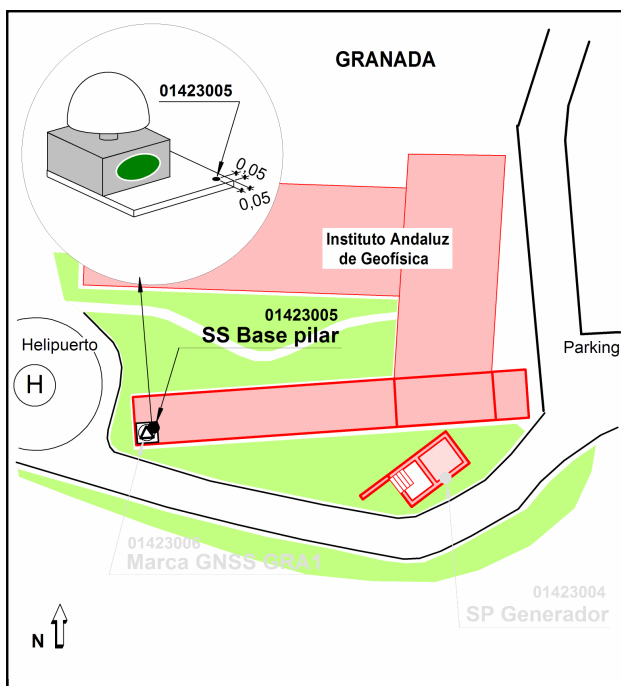 GRANADA
01423005
0,05
0,05
Instituto Andaluz
de Geofísica
01423005
SS Base pilar
Helipuerto
H
Parking
01423006
Marca GNSS GRA1
01423004
SP Generador
N